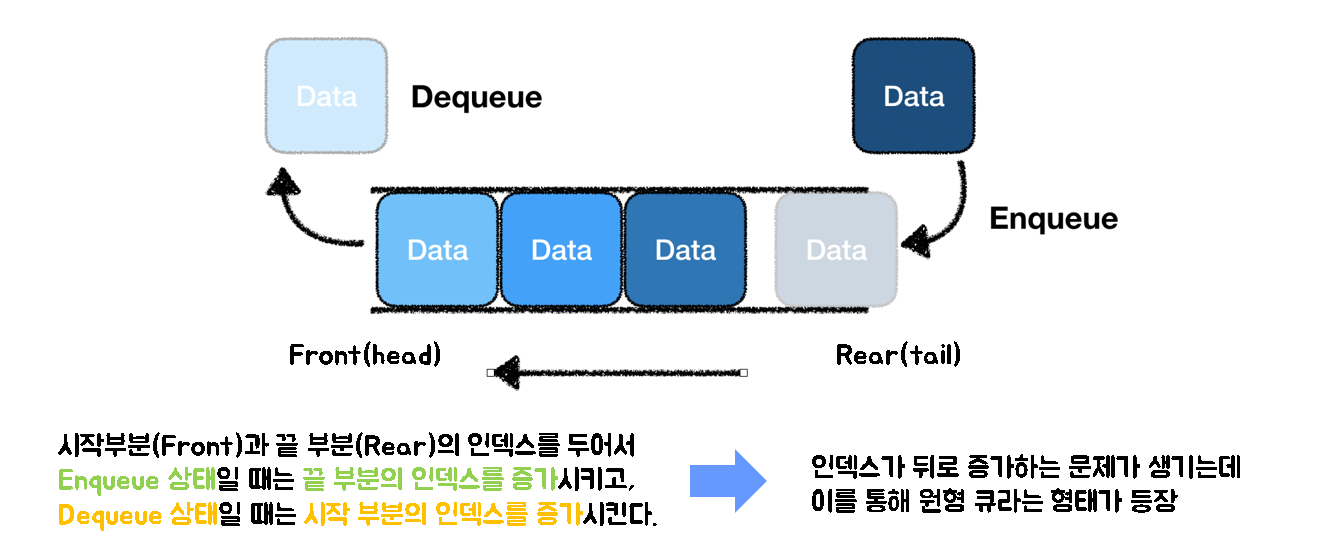 Data
Dequeue
Data
Data
Data
Data
Data
Enqueue
Front(head)
Rear(tail)
시작부분(Front)과 끝 부분(Rear)의 인덱스를 두어서
Enqueue 상태일 때는 끝 부분의 인덱스를 증가시키고,
Dequeue 상태일 때는 시작 부분의 인덱스를 증가시킨다.
인덱스가 뒤로 증가하는 문제가 생기는데
이를 통해 원형 큐라는 형태가 등장